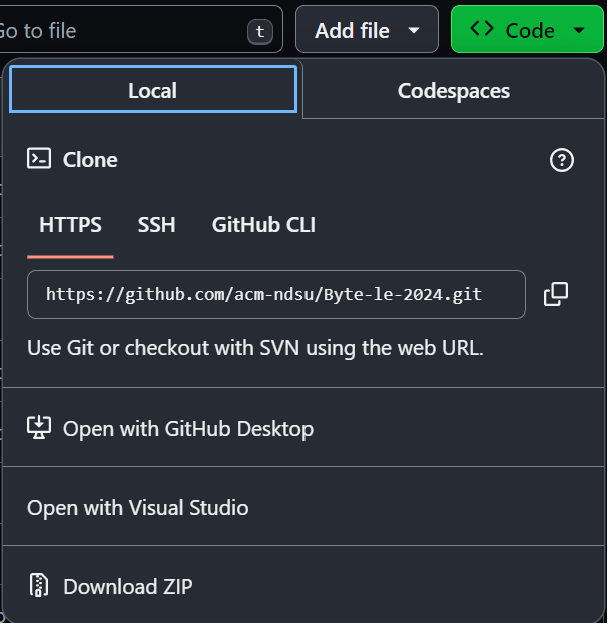 Go to file
t
Add file
Code
Local
Codespaces
Clone
HTTPS
SSH
GitHub CLI
https://github.com/acm-ndsu/Byte-le-2024.git
Use Git or checkout with SVN using the web URL.
Open with GitHub Desktop
Open with Visual Studio
Download ZIP